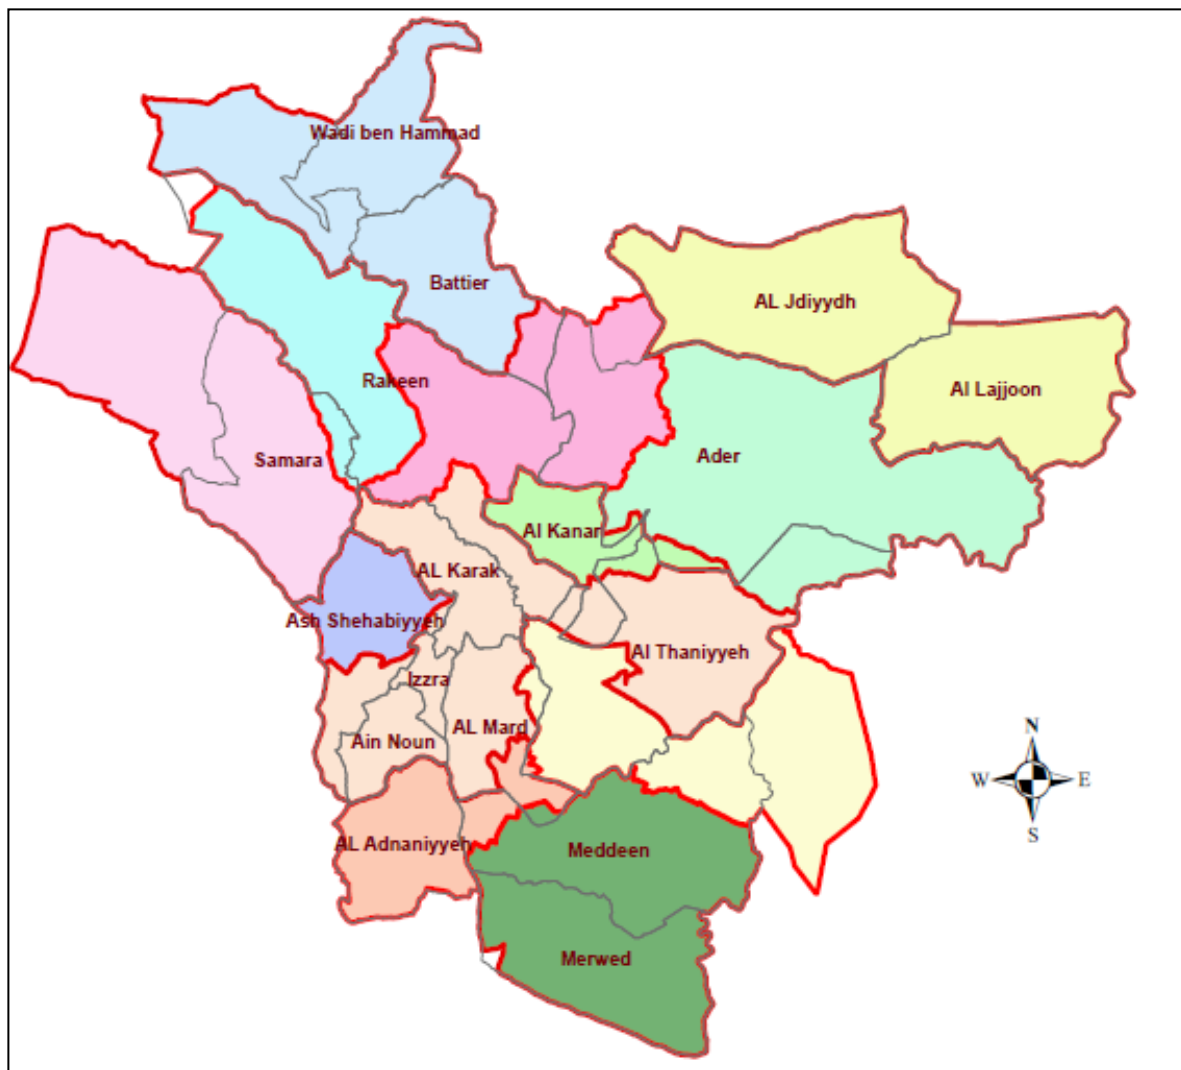 Wadi ben Hammad
Battier
AL Jdiyydh
Rakeen
Al Lajjoon
Samara
Ader
Al Kanar
AL Karak
Ash Shehabiyyeh
Al Thaniyyeh
Izzra
AL Mard
Ain Noun
N
W
E
S
AL Adnaniyyeh
Meddeen
Merwed